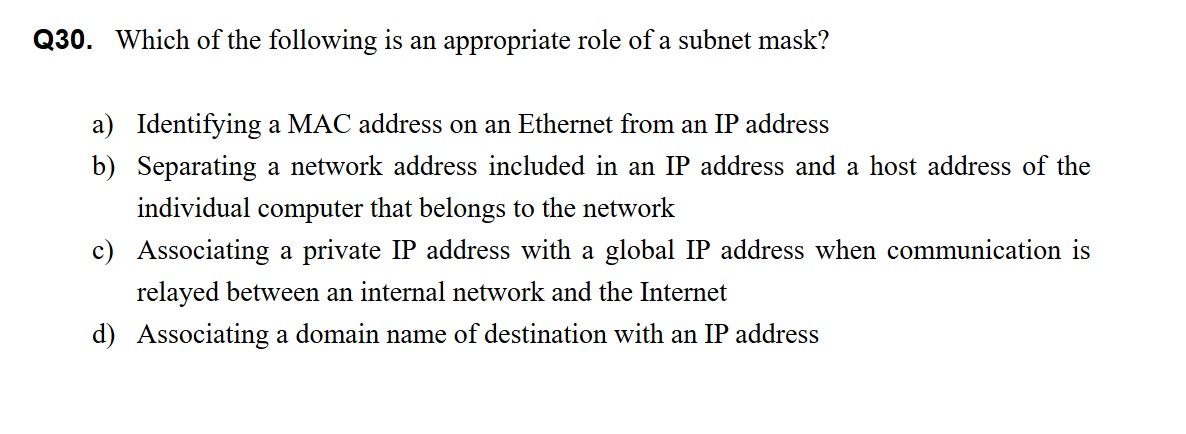 Q30. Which of the following is an appropriate role of a subnet mask?
a) Identifying a MAC address on an Ethernet from an IP address
b) Separating a network address included in an IP address and a host address of the
individual computer that belongs to the network
c) Associating a private IP address with a global IP address when communication is
relayed between an internal network and the Internet
d) Associating a domain name of destination with an IP address